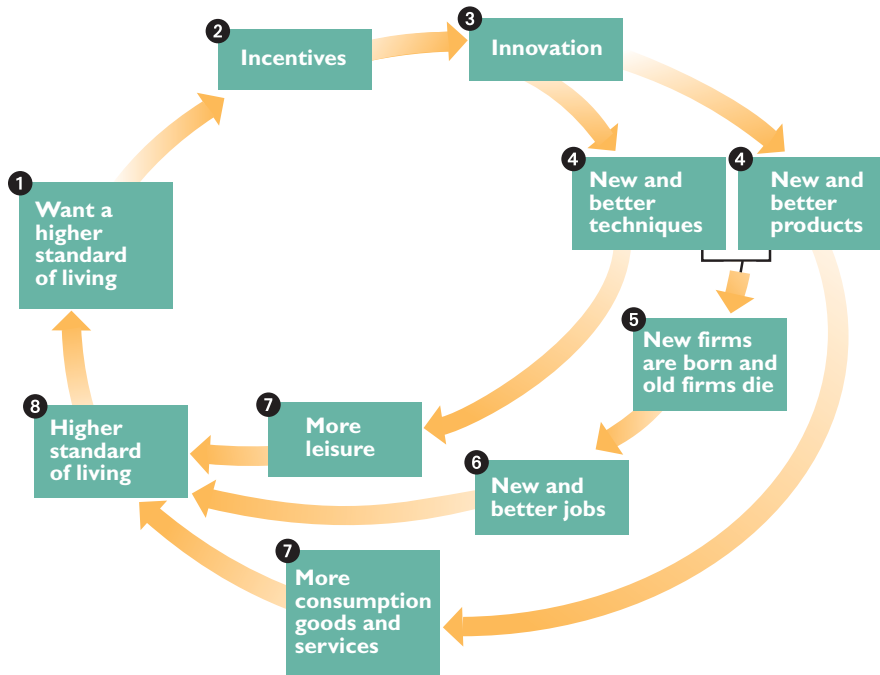 1
Want a
higher
standard
of living
2
Incentives
3
Innovation
4
New and
better
techniques
4
New and
better
products
5
New firms
are born and
old firms die
6
New and
better jobs
7
More
leisure
7
More
consumption
goods and
services
8
Higher
standard
of living